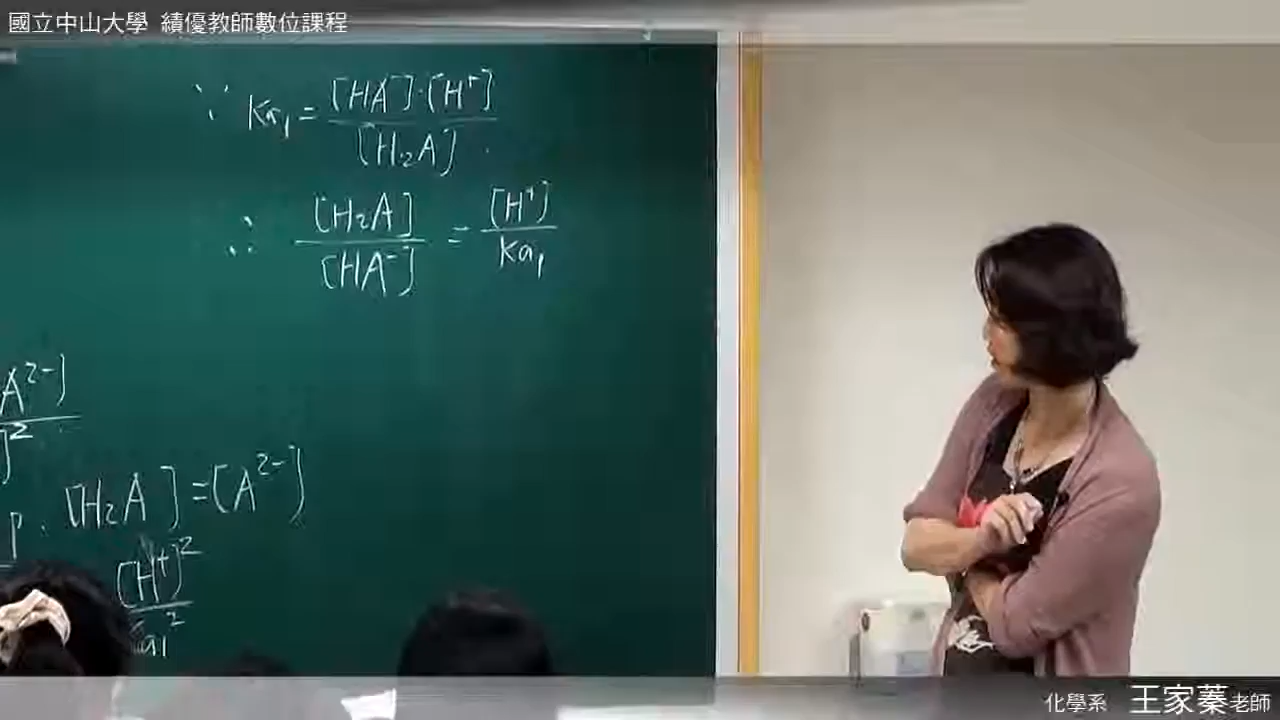 國立中山大學 績優教師數位課程
∵ Ka₁ = [HA⁻]·[H⁺] / [H₂A]
∴ [H₂A] / [HA⁻] = [H⁺] / Ka₁
A²⁻]
]²
P. [H₂A] = [A²⁻]
[H⁺]²
Ka₁²
化學系 王家蓁老師